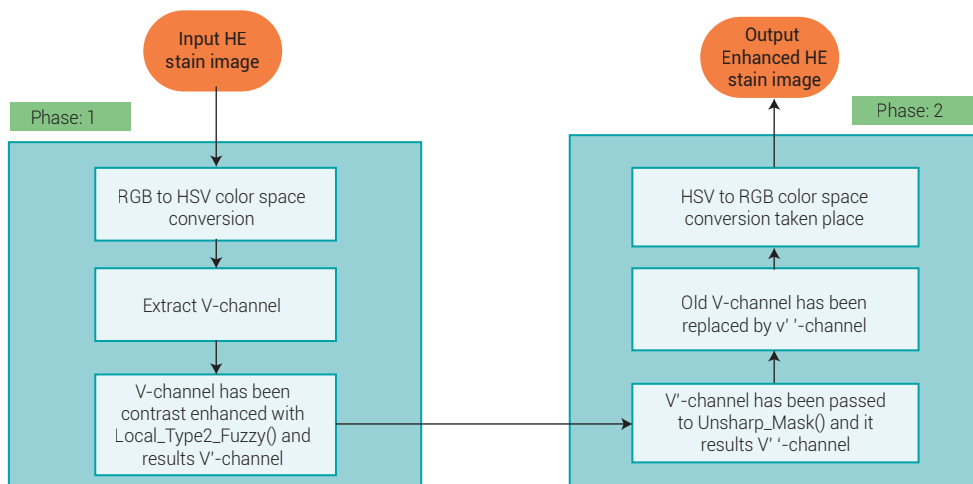 Input HE
stain image
Phase: 1
RGB to HSV color space
conversion
Extract V-channel
V-channel has been
contrast enhanced with
Local_Type2_Fuzzy() and
results V'-channel
Output
Enhanced HE
stain image
Phase: 2
HSV to RGB color space
conversion taken place
Old V-channel has been
replaced by v' '-channel
V'-channel has been passed
to Unsharp_Mask() and it
results V' '-channel